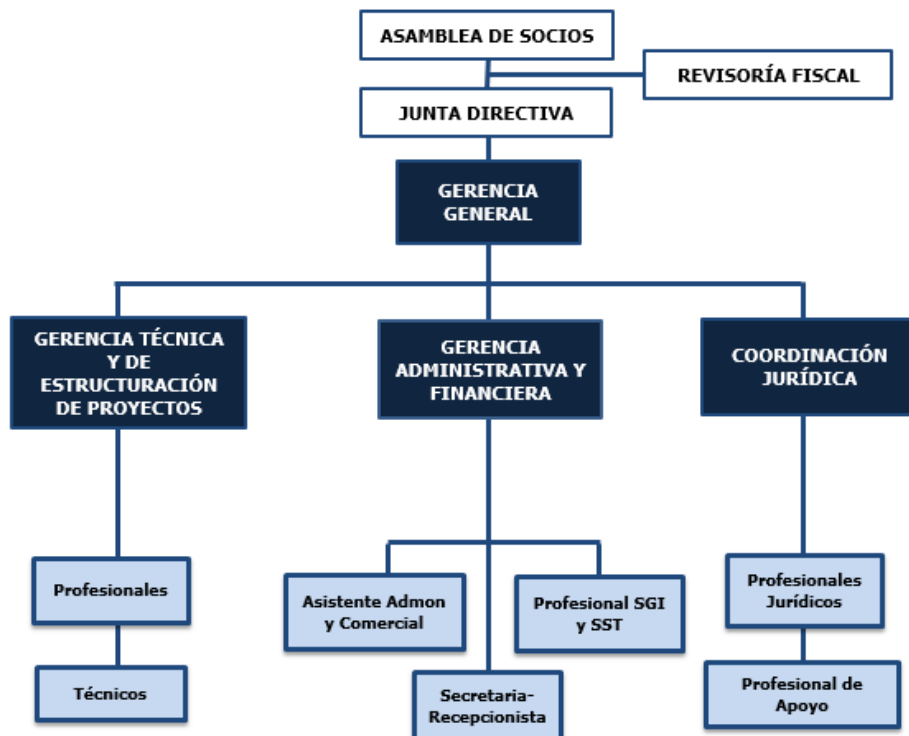 ASAMBLEA DE SOCIOS
REVISORÍA FISCAL
JUNTA DIRECTIVA
GERENCIA
GENERAL
GERENCIA TÉCNICA
Y DE
ESTRUCTURACIÓN
DE PROYECTOS
GERENCIA
ADMINISTRATIVA Y
FINANCIERA
COORDINACIÓN
JURÍDICA
Profesionales
Técnicos
Asistente Admon
y Comercial
Profesional SGI
y SST
Secretaria-
Recepcionista
Profesionales
Jurídicos
Profesional de
Apoyo